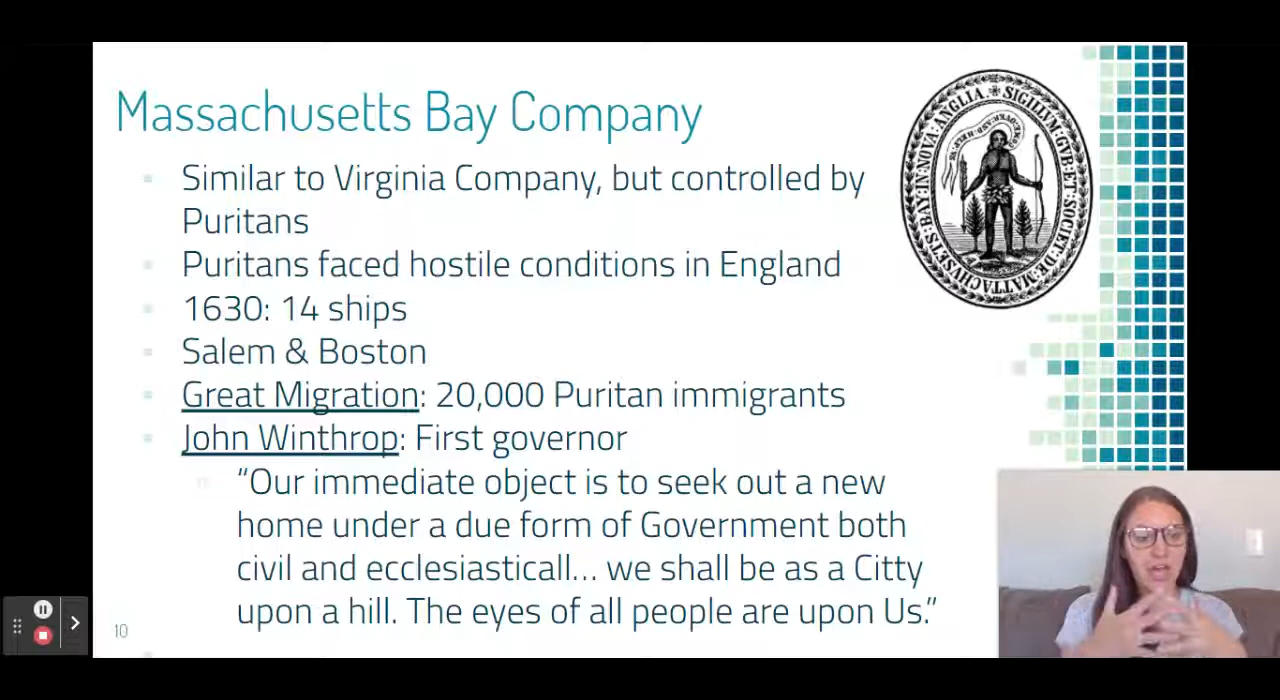 Massachusetts Bay Company
Similar to Virginia Company, but controlled by
Puritans
Puritans faced hostile conditions in England
1630: 14 ships
Salem & Boston
Great Migration: 20,000 Puritan immigrants
John Winthrop: First governor
“Our immediate object is to seek out a new
home under a due form of Government both
civil and ecclesiasticall... we shall be as a Citty
upon a hill. The eyes of all people are upon Us.”
10
SIGILLVM·GVB·ET·SOCIET·DE·MATTACHVSETS·BAY·IN·NOVA·ANGLIA·